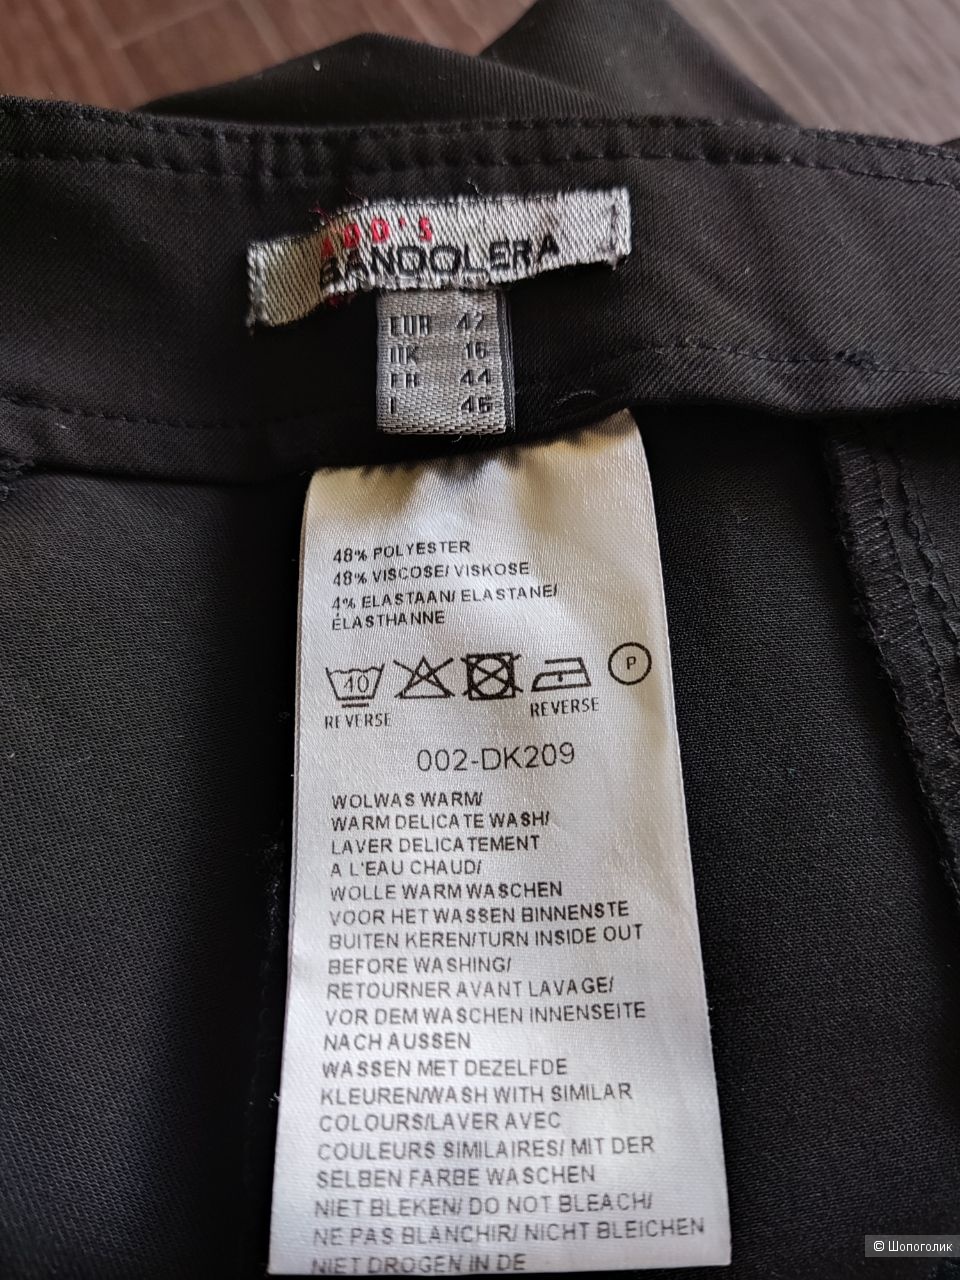 ADD'S
BANDOLERA
EUR 42
UK 16
FR 44
I 46
48% POLYESTER
48% VISCOSE/ VISKOSE
4% ELASTAAN/ ELASTANE/
ÉLASTHANNE
40
P
REVERSE
REVERSE
002-DK209
WOLWAS WARM/
WARM DELICATE WASH/
LAVER DELICATEMENT
A L'EAU CHAUD/
WOLLE WARM WASCHEN
VOOR HET WASSEN BINNENSTE
BUITEN KEREN/TURN INSIDE OUT
BEFORE WASHING/
RETOURNER AVANT LAVAGE/
VOR DEM WASCHEN INNENSEITE
NACH AUSSEN
WASSEN MET DEZELFDE
KLEUREN/WASH WITH SIMILAR
COLOURS/LAVER AVEC
COULEURS SIMILAIRES/ MIT DER
SELBEN FARBE WASCHEN
NIET BLEKEN/ DO NOT BLEACH/
NE PAS BLANCHIR/ NICHT BLEICHEN
NIET DROGEN IN DE
© Шопоголик